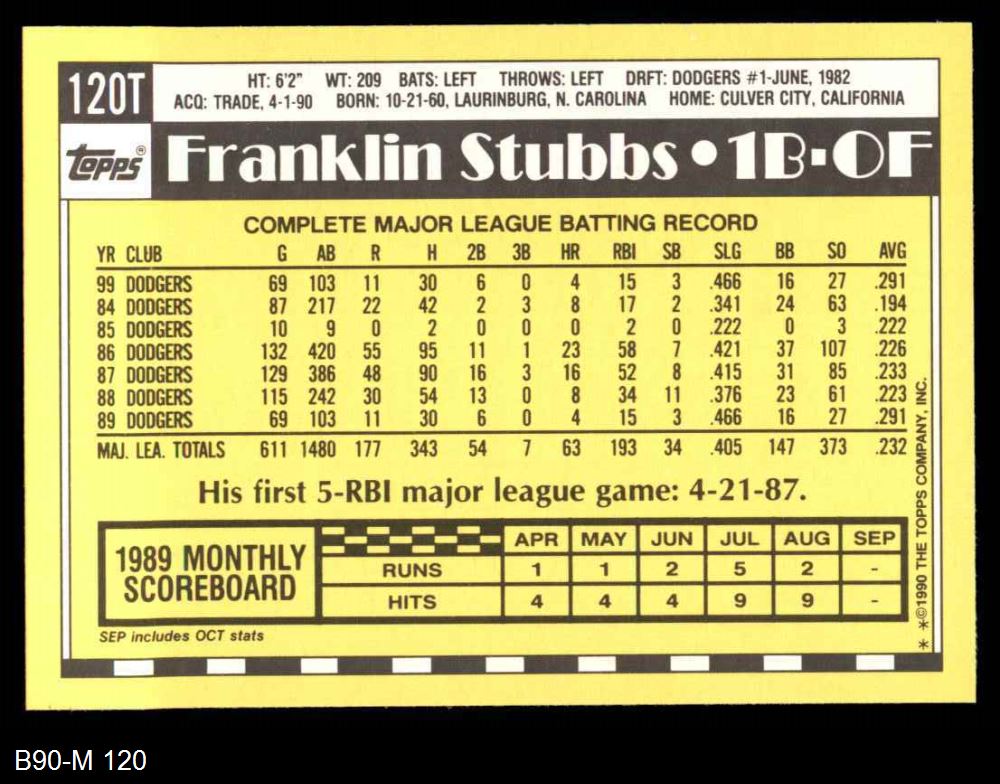 120T
HT: 6'2" WT: 209 BATS: LEFT THROWS: LEFT DRFT: DODGERS #1-JUNE, 1982
ACQ: TRADE, 4-1-90 BORN: 10-21-60, LAURINBURG, N. CAROLINA HOME: CULVER CITY, CALIFORNIA
TOPPS®
Franklin Stubbs • 1B-OF
COMPLETE MAJOR LEAGUE BATTING RECORD
YR CLUB G AB R H 2B 3B HR RBI SB SLG BB SO AVG
99 DODGERS 69 103 11 30 6 0 4 15 3 .466 16 27 .291
84 DODGERS 87 217 22 42 2 3 8 17 2 .341 24 63 .194
85 DODGERS 10 9 0 2 0 0 0 2 0 .222 0 3 .222
86 DODGERS 132 420 55 95 11 1 23 58 7 .421 37 107 .226
87 DODGERS 129 386 48 90 16 3 16 52 8 .415 31 85 .233
88 DODGERS 115 242 30 54 13 0 8 34 11 .376 23 61 .223
89 DODGERS 69 103 11 30 6 0 4 15 3 .466 16 27 .291
MAJ. LEA. TOTALS 611 1480 177 343 54 7 63 193 34 .405 147 373 .232
His first 5-RBI major league game: 4-21-87.
1989 MONTHLY
SCOREBOARD
APR MAY JUN JUL AUG SEP
RUNS 1 1 2 5 2 -
HITS 4 4 4 9 9 -
SEP includes OCT stats
* *©1990 THE TOPPS COMPANY, INC.
B90-M 120